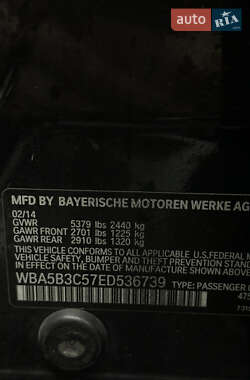 auto RIA
.com
MFD BY BAYERISCHE MOTOREN WERKE AG
02/14
GVWR 5379 lbs 2440 kg
GAWR FRONT 2701 lbs 1225 kg
GAWR REAR 2910 lbs 1320 kg
THIS VEHICLE CONFORMS TO ALL APPLICABLE U.S. FEDERAL
VEHICLE SAFETY, BUMPER AND THEFT PREVENTION
IN EFFECT ON THE DATE OF MANUFACTURE SHOWN
WBA5B3C57ED536739 TYPE: PASSENGER
475